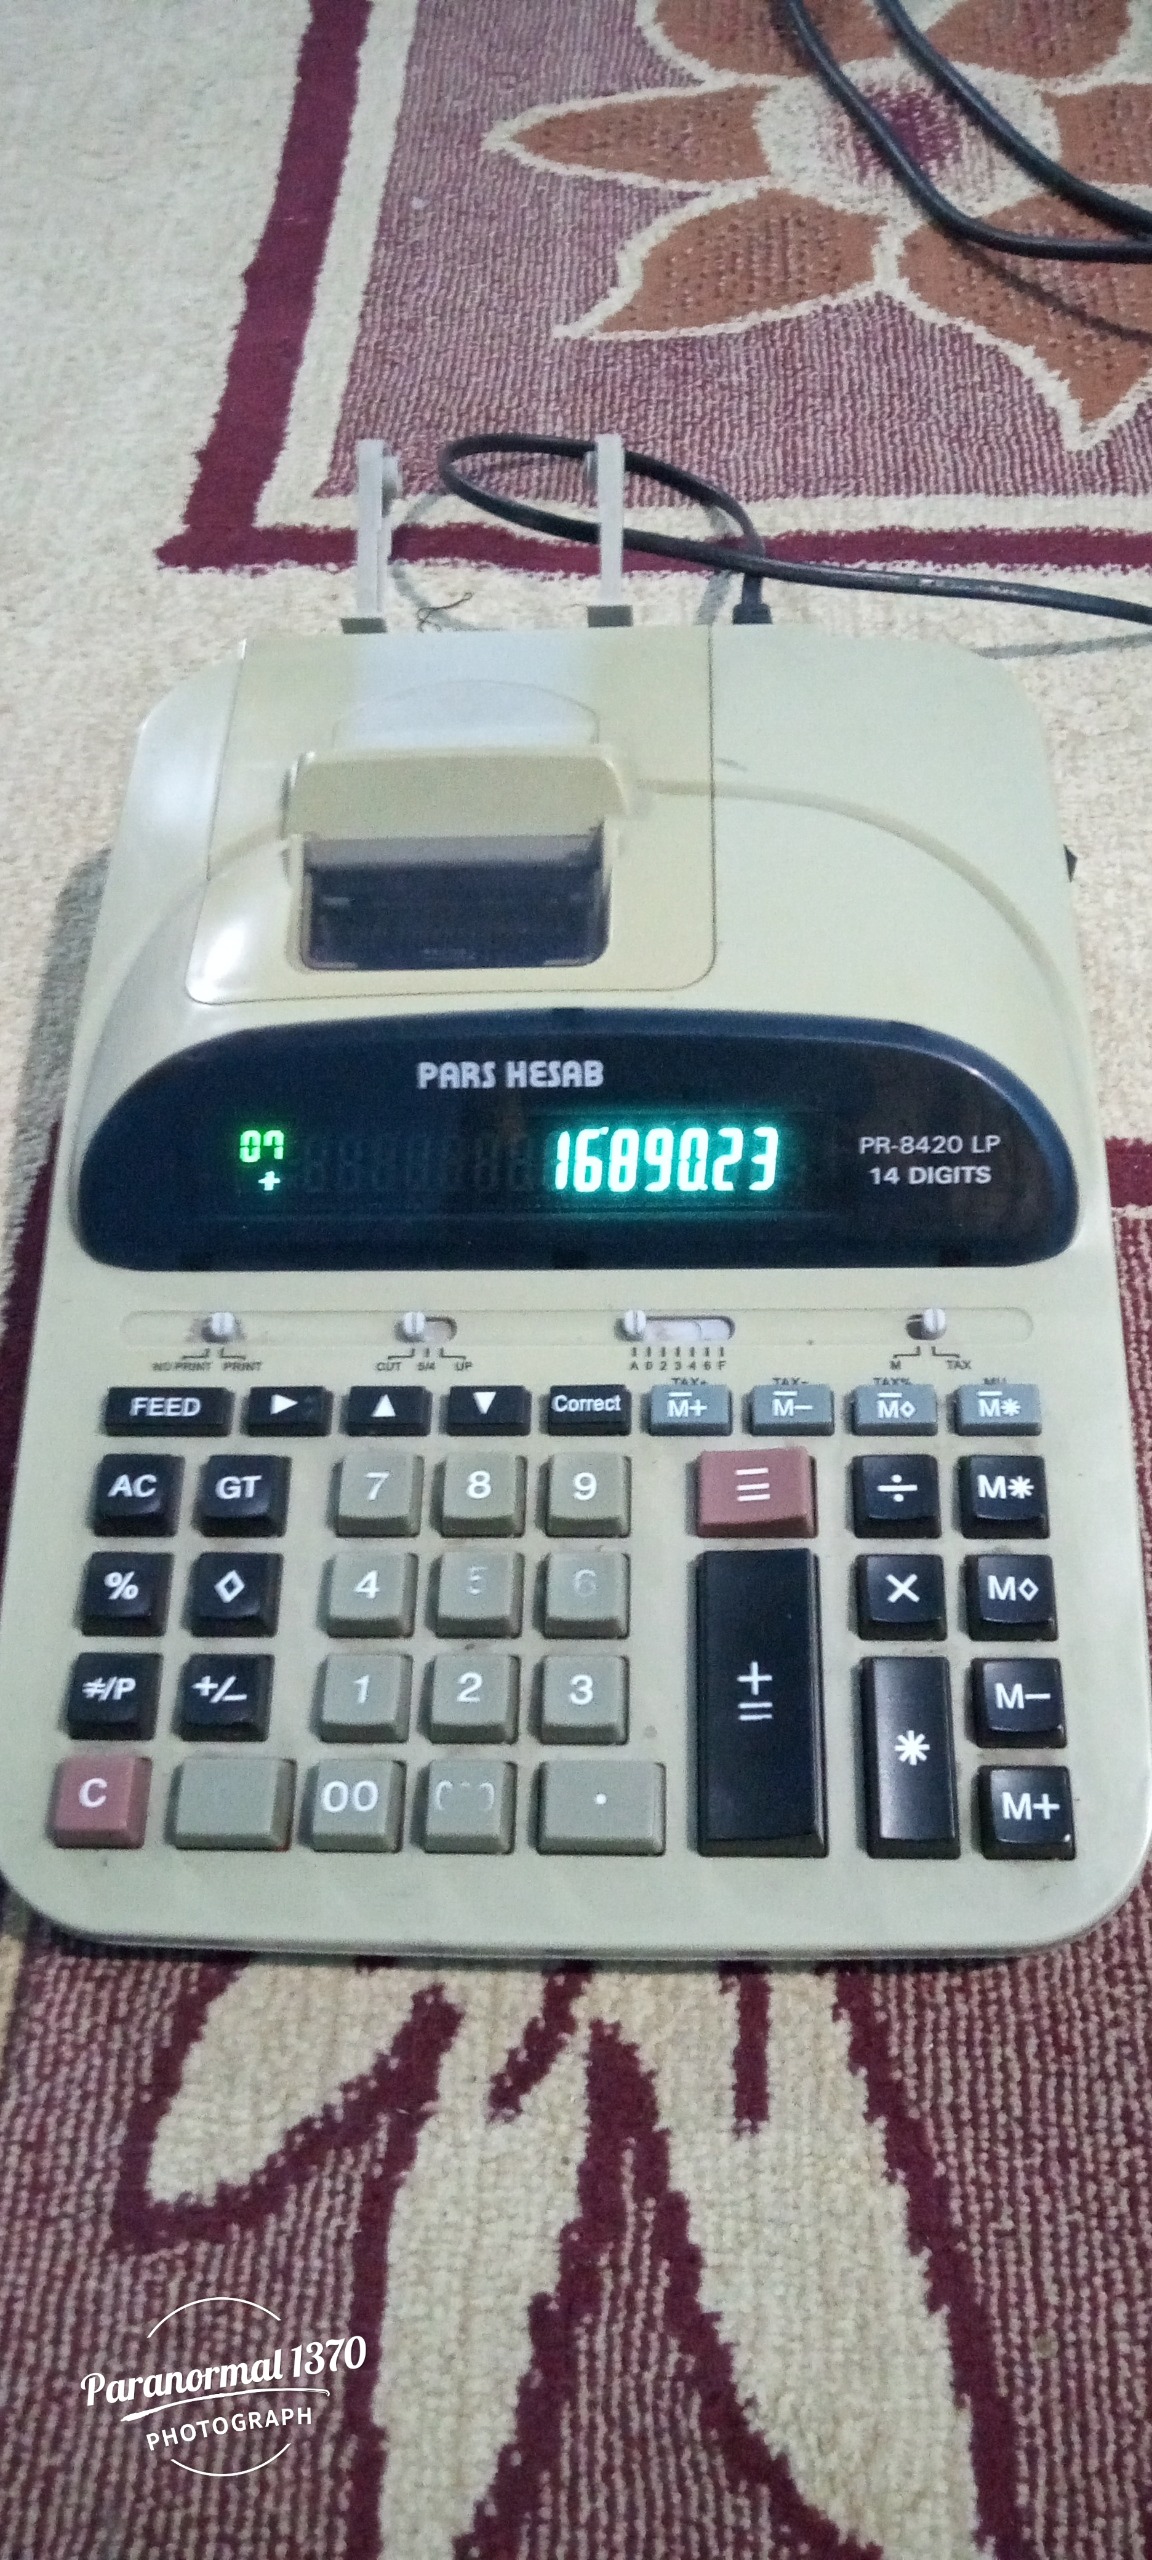 PARS HESAB
07
+
16890.23
PR-8420 LP
14 DIGITS
NO PRINT PRINT
CUT 5/4 UP
A 0 2 3 4 6 F
M TAX
TAX+ TAX- TAX% MU
FEED ▶ ▲ ▼ Correct M+ M- M◇ M*
AC GT 7 8 9 = ÷ M*
% ◇ 4 5 6 × M◇
≠/P +/- 1 2 3 + = * M-
C 00 · M+
Paranormal 1370
PHOTOGRAPH